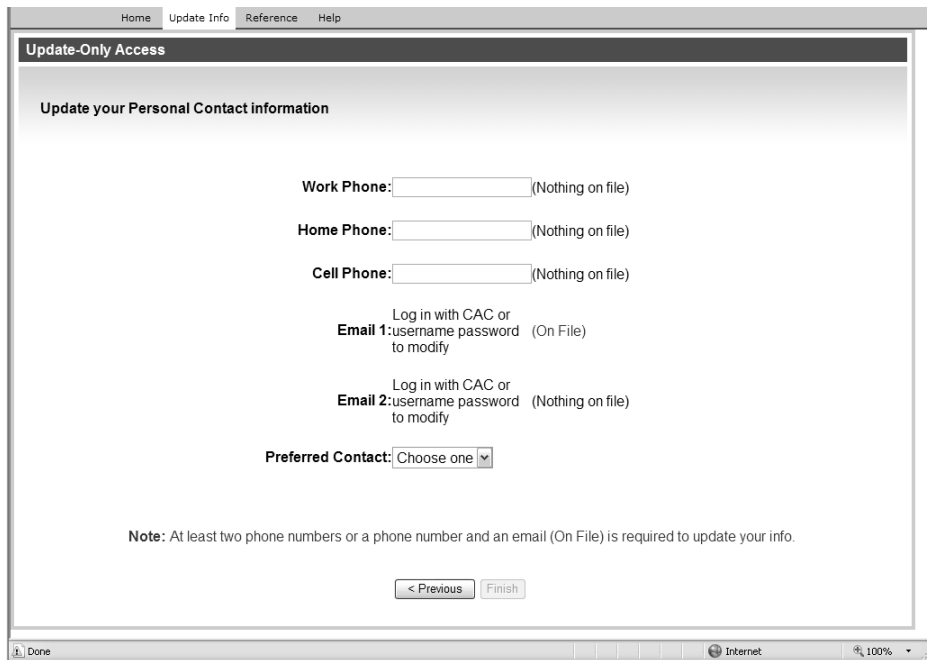 Home Update Info Reference Help
Update-Only Access
Update your Personal Contact information
Work Phone: (Nothing on file)
Home Phone: (Nothing on file)
Cell Phone: (Nothing on file)
Log in with CAC or
Email 1: username password (On File)
to modify
Log in with CAC or
Email 2: username password (Nothing on file)
to modify
Preferred Contact: Choose one
Note: At least two phone numbers or a phone number and an email (On File) is required to update your info.
< Previous Finish
Done Internet 100%